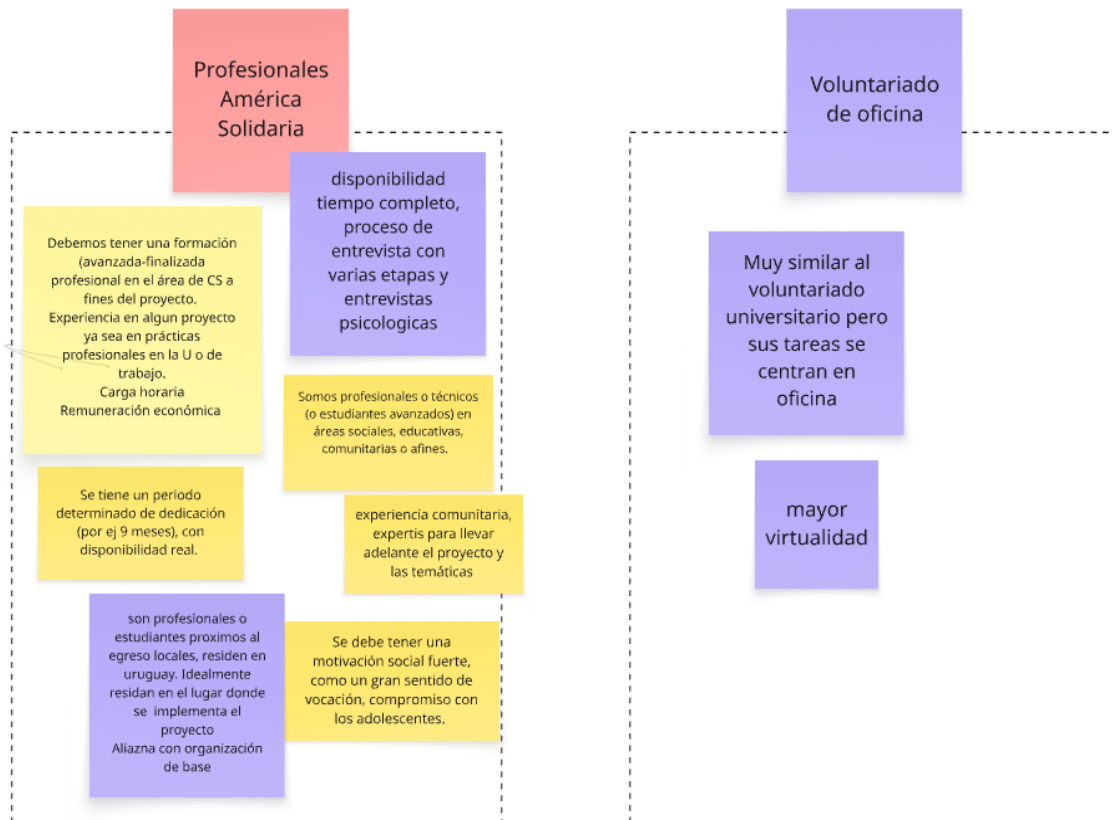 Profesionales
América
Solidaria
disponibilidad
tiempo completo,
proceso de
entrevista con
varias etapas y
entrevistas
psicologicas
Debemos tener una formación
(avanzada-finalizada
profesional en el área de CS a
fines del proyecto.
Experiencia en algun proyecto
ya sea en prácticas
profesionales en la U o de
trabajo.
Carga horaria
Remuneración económica
Somos profesionales o técnicos
(o estudiantes avanzados) en
áreas sociales, educativas,
comunitarias o afines.
Se tiene un periodo
determinado de dedicación
(por ej 9 meses), con
disponibilidad real.
experiencia comunitaria,
expertis para llevar
adelante el proyecto y
las temáticas
son profesionales o
estudiantes proximos al
egreso locales, residen en
uruguay. Idealmente
residan en el lugar donde
se implementa el
proyecto
Aliazna con organización
de base
Se debe tener una
motivación social fuerte,
como un gran sentido de
vocación, compromiso con
los adolescentes.
Voluntariado
de oficina
Muy similar al
voluntariado
universitario pero
sus tareas se
centran en
oficina
mayor
virtualidad